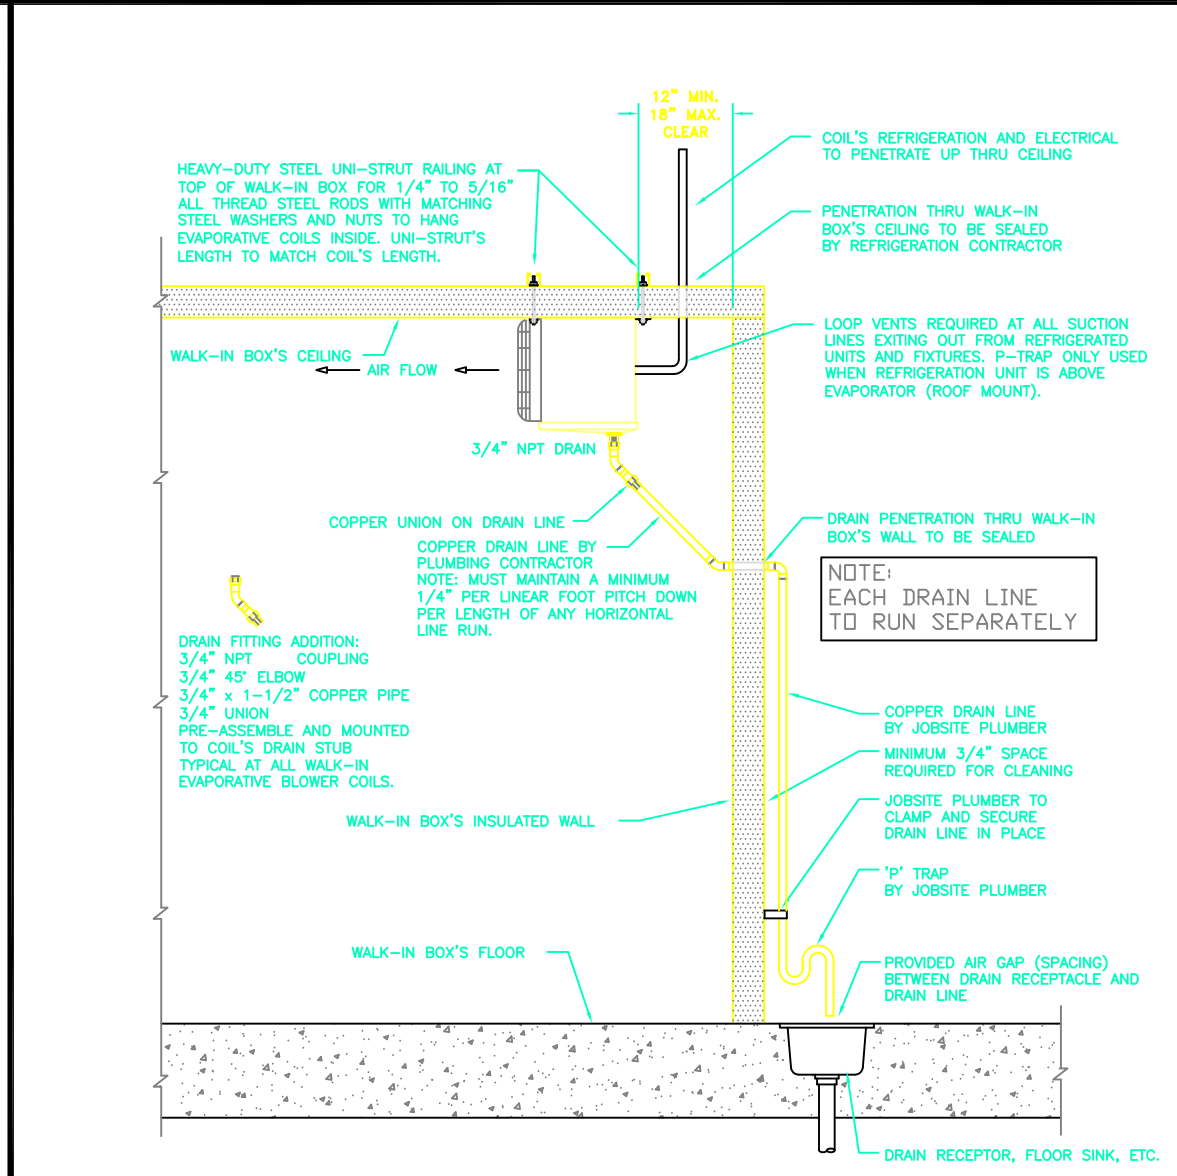 12" MIN.
18" MAX.
CLEAR
COIL'S REFRIGERATION AND ELECTRICAL
TO PENETRATE UP THRU CEILING
HEAVY-DUTY STEEL UNI-STRUT RAILING AT
TOP OF WALK-IN BOX FOR 1/4" TO 5/16"
ALL THREAD STEEL RODS WITH MATCHING
STEEL WASHERS AND NUTS TO HANG
EVAPORATIVE COILS INSIDE. UNI-STRUT'S
LENGTH TO MATCH COIL'S LENGTH.
PENETRATION THRU WALK-IN
BOX'S CEILING TO BE SEALED
BY REFRIGERATION CONTRACTOR
LOOP VENTS REQUIRED AT ALL SUCTION
LINES EXITING OUT FROM REFRIGERATED
UNITS AND FIXTURES. P-TRAP ONLY USED
WHEN REFRIGERATION UNIT IS ABOVE
EVAPORATOR (ROOF MOUNT).
WALK-IN BOX'S CEILING
AIR FLOW
3/4" NPT DRAIN
COPPER UNION ON DRAIN LINE
COPPER DRAIN LINE BY
PLUMBING CONTRACTOR
NOTE: MUST MAINTAIN A MINIMUM
1/4" PER LINEAR FOOT PITCH DOWN
PER LENGTH OF ANY HORIZONTAL
LINE RUN.
DRAIN PENETRATION THRU WALK-IN
BOX'S WALL TO BE SEALED
NOTE:
EACH DRAIN LINE
TO RUN SEPARATELY
DRAIN FITTING ADDITION:
3/4" NPT COUPLING
3/4" 45° ELBOW
3/4" x 1-1/2" COPPER PIPE
3/4" UNION
PRE-ASSEMBLE AND MOUNTED
TO COIL'S DRAIN STUB
TYPICAL AT ALL WALK-IN
EVAPORATIVE BLOWER COILS.
COPPER DRAIN LINE
BY JOBSITE PLUMBER
MINIMUM 3/4" SPACE
REQUIRED FOR CLEANING
WALK-IN BOX'S INSULATED WALL
JOBSITE PLUMBER TO
CLAMP AND SECURE
DRAIN LINE IN PLACE
'P' TRAP
BY JOBSITE PLUMBER
WALK-IN BOX'S FLOOR
PROVIDED AIR GAP (SPACING)
BETWEEN DRAIN RECEPTACLE AND
DRAIN LINE
DRAIN RECEPTOR, FLOOR SINK, ETC.